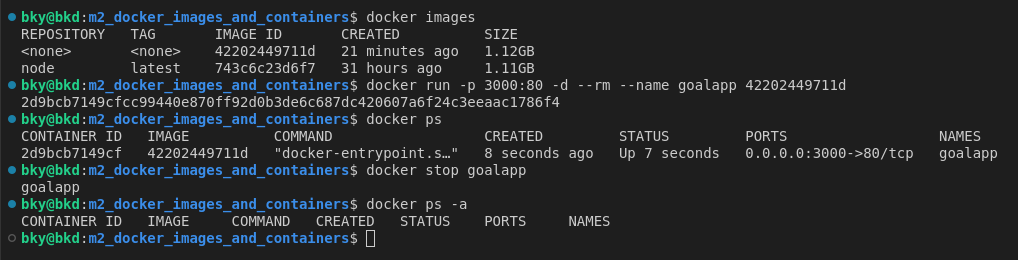 bky@bkd:m2_docker_images_and_containers$ docker images
REPOSITORY   TAG       IMAGE ID       CREATED          SIZE
<none>       <none>    42202449711d   21 minutes ago   1.12GB
node         latest    743c6c23d6f7   31 hours ago     1.11GB
bky@bkd:m2_docker_images_and_containers$ docker run -p 3000:80 -d --rm --name goalapp 42202449711d
2d9bcb7149cfcc99440e870ff92d0b3de6c687dc420607a6f24c3eeaac1786f4
bky@bkd:m2_docker_images_and_containers$ docker ps
CONTAINER ID   IMAGE          COMMAND                  CREATED         STATUS         PORTS                  NAMES
2d9bcb7149cf   42202449711d   "docker-entrypoint.s…"   8 seconds ago   Up 7 seconds   0.0.0.0:3000->80/tcp   goalapp
bky@bkd:m2_docker_images_and_containers$ docker stop goalapp
goalapp
bky@bkd:m2_docker_images_and_containers$ docker ps -a
CONTAINER ID   IMAGE     COMMAND   CREATED   STATUS    PORTS     NAMES
bky@bkd:m2_docker_images_and_containers$